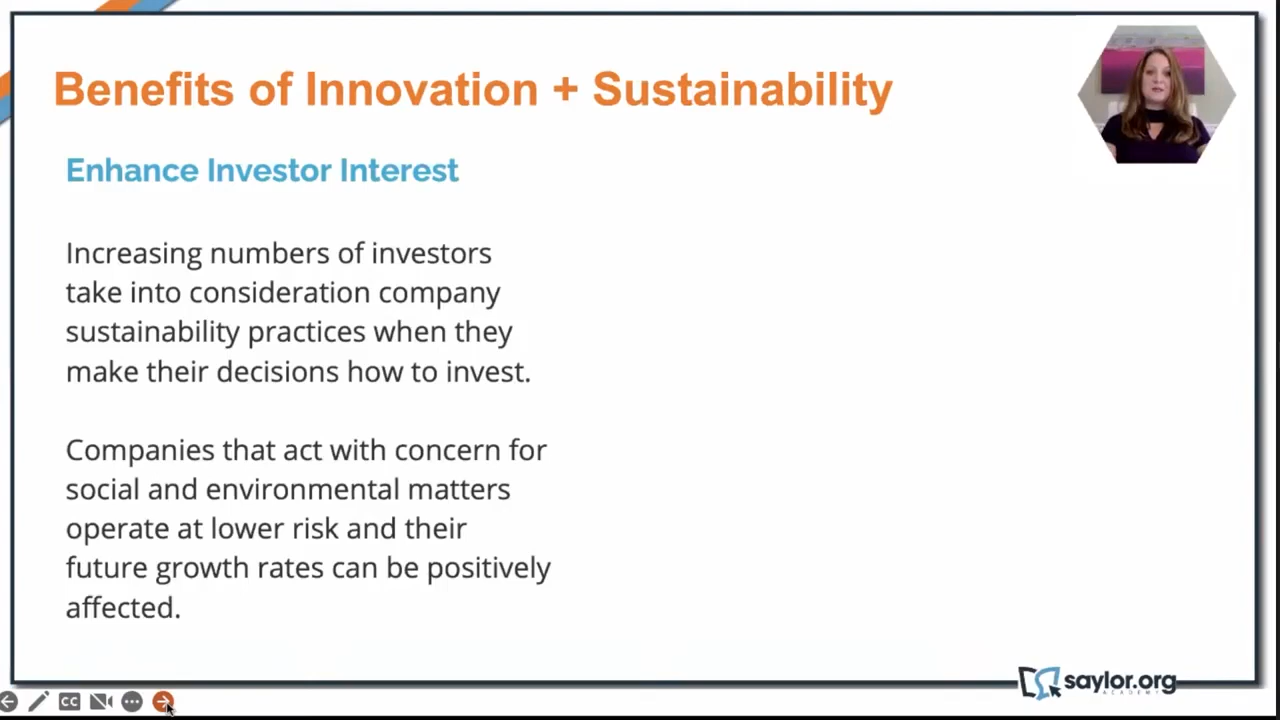 Benefits of Innovation + Sustainability
Enhance Investor Interest
Increasing numbers of investors
take into consideration company
sustainability practices when they
make their decisions how to invest.
Companies that act with concern for
social and environmental matters
operate at lower risk and their
future growth rates can be positively
affected.
saylor.org
ACADEMY
CC